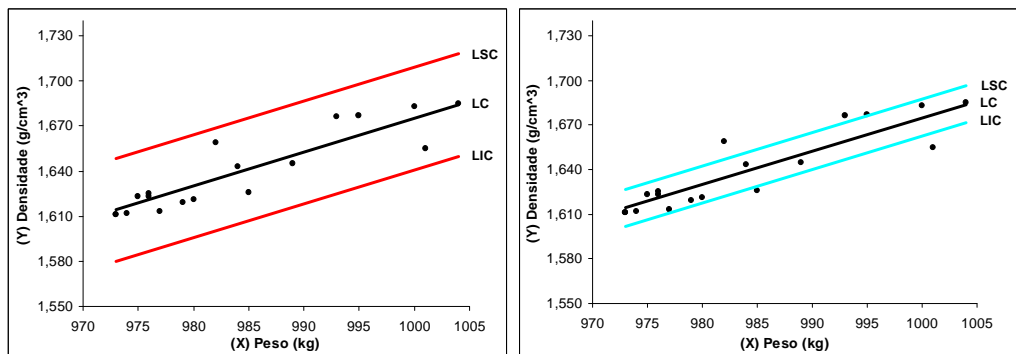 (Y) Densidade (g/cm^3)
1,730
1,700
1,670
1,640
1,610
1,580
1,550
LSC
LC
LIC
970 975 980 985 990 995 1000 1005
(X) Peso (kg)
(Y) Densidade (g/cm^3)
1,730
1,700
1,670
1,640
1,610
1,580
1,550
LSC
LC
LIC
970 975 980 985 990 995 1000 1005
(X) Peso (kg)